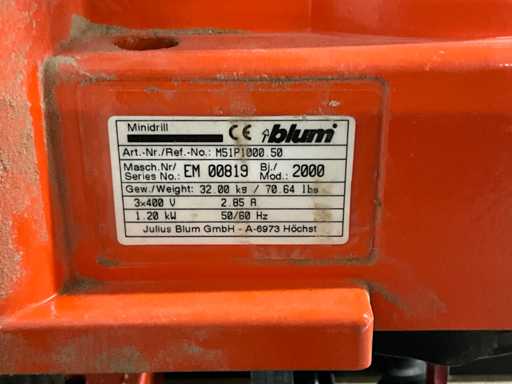 Minidrill CE blum
Art.-Nr./Ref.-No.: M51P1000.50
Masch.Nr/ EM 00819 Bj./ 2000
Series No.: Mod.:
Gew./Weight: 32.00 kg / 70.64 lbs
3x400 V 2.85 A
1.20 kW 50/60 Hz
Julius Blum GmbH - A-6973 Höchst